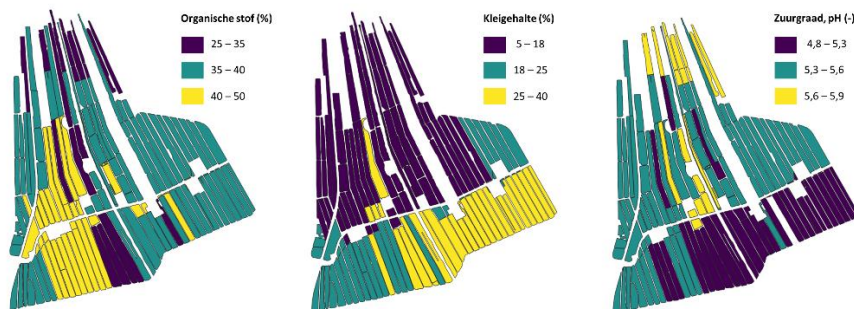 Organische stof (%)
25 – 35
35 – 40
40 – 50
Kleigehalte (%)
5 – 18
18 – 25
25 – 40
Zuurgraad, pH (-)
4,8 – 5,3
5,3 – 5,6
5,6 – 5,9